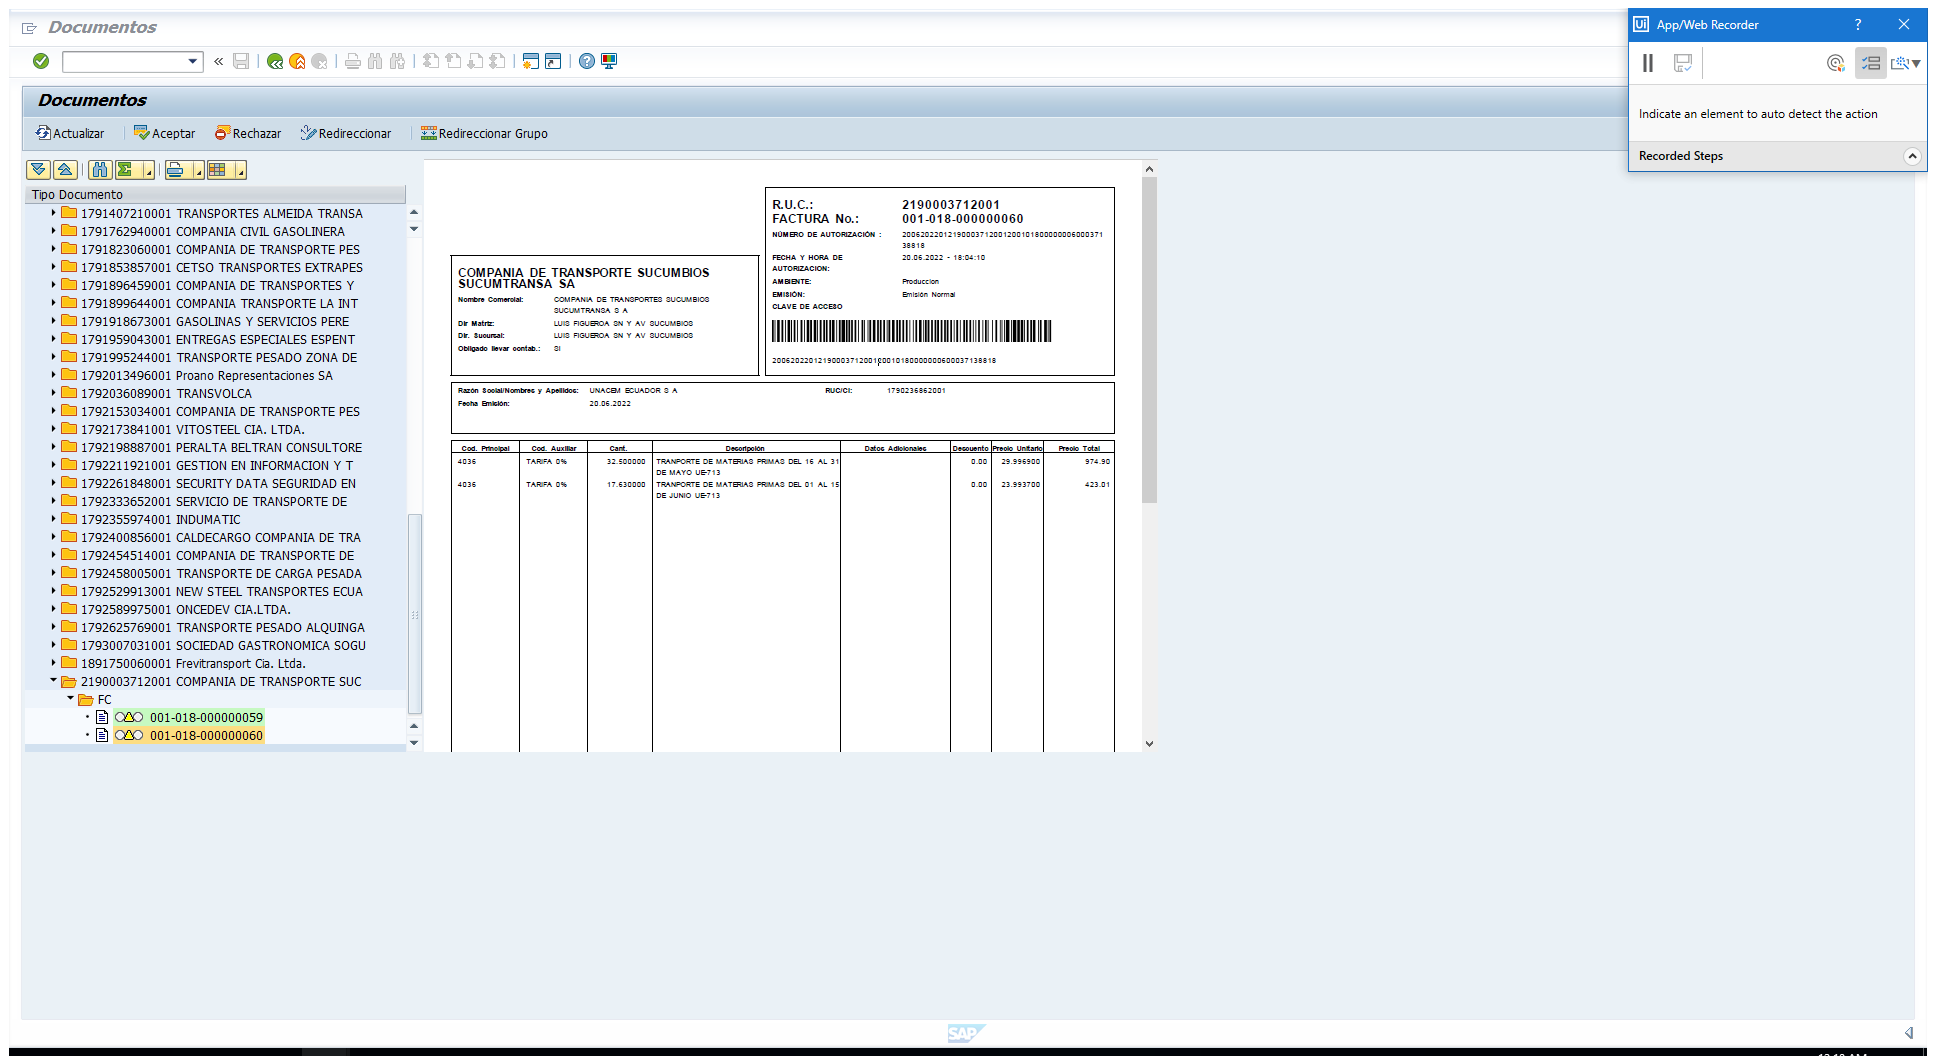 Documentos
Documentos
Actualizar
Aceptar
Rechazar
Redireccionar
Redireccionar Grupo
Tipo Documento
1791407210001 TRANSPORTES ALMEIDA TRANSA
1791762940001 COMPANIA CIVIL GASOLINERA
1791823060001 COMPANIA DE TRANSPORTE PES
1791853857001 CETSO TRANSPORTES EXTRAPES
1791896459001 COMPANIA DE TRANSPORTES Y
1791899644001 COMPANIA TRANSPORTE LA INT
1791918673001 GASOLINAS Y SERVICIOS PERE
1791959043001 ENTREGAS ESPECIALES ESPENT
1791995244001 TRANSPORTE PESADO ZONA DE
1792013496001 Proano Representaciones SA
1792036089001 TRANSVOLCA
1792153034001 COMPANIA DE TRANSPORTE PES
1792173841001 VITOSTEEL CIA. LTDA.
1792198887001 PERALTA BELTRAN CONSULTORE
1792211921001 GESTION EN INFORMACION Y T
1792261848001 SECURITY DATA SEGURIDAD EN
1792333652001 SERVICIO DE TRANSPORTE DE
1792355974001 INDUMATIC
1792400856001 CALDECARGO COMPANIA DE TRA
1792454514001 COMPANIA DE TRANSPORTE DE
1792458005001 TRANSPORTE DE CARGA PESADA
1792529913001 NEW STEEL TRANSPORTES ECUA
1792589975001 ONCEDEV CIA.LTDA.
1792625769001 TRANSPORTE PESADO ALQUINGA
1793007031001 SOCIEDAD GASTRONOMICA SOGU
1891750060001 Frevitransport Cia. Ltda.
2190003712001 COMPANIA DE TRANSPORTE SUC
FC
001-018-000000059
001-018-000000060
COMPANIA DE TRANSPORTE SUCUMBIOS
SUCUMTRANSA SA
Nombre Comercial: COMPANIA DE TRANSPORTES SUCUMBIOS
SUCUMTRANSA S A
Dir Matriz: LUIS FIGUEROA SN Y AV SUCUMBIOS
Dir. Sucursal: LUIS FIGUEROA SN Y AV SUCUMBIOS
Obligado llevar contab.: SI
R.U.C.: 2190003712001
FACTURA No.: 001-018-000000060
NÚMERO DE AUTORIZACIÓN : 20062022012190003712001200101800000006000371
38818
FECHA Y HORA DE 20.06.2022 - 18:04:10
AUTORIZACION:
AMBIENTE: Produccion
EMISIÓN: Emisión Normal
CLAVE DE ACCESO
Razón Social/Nombres y Apellidos: UNACEM ECUADOR S A RUC/CI: 1790236862001
Fecha Emisión: 20.06.2022
Cod. Principal Cod. Auxiliar Cant. Descripción Datos Adicionales Descuento Precio Unitario Precio Total
4036 TARIFA 0% 32.500000 TRANPORTE DE MATERIAS PRIMAS DEL 16 AL 31 0.00 29.996900 974.90
DE MAYO UE-713
4036 TARIFA 0% 17.630000 TRANPORTE DE MATERIAS PRIMAS DEL 01 AL 15 0.00 23.993700 423.01
DE JUNIO UE-713
Ui App/Web Recorder ?
Indicate an element to auto detect the action
Recorded Steps
SAP